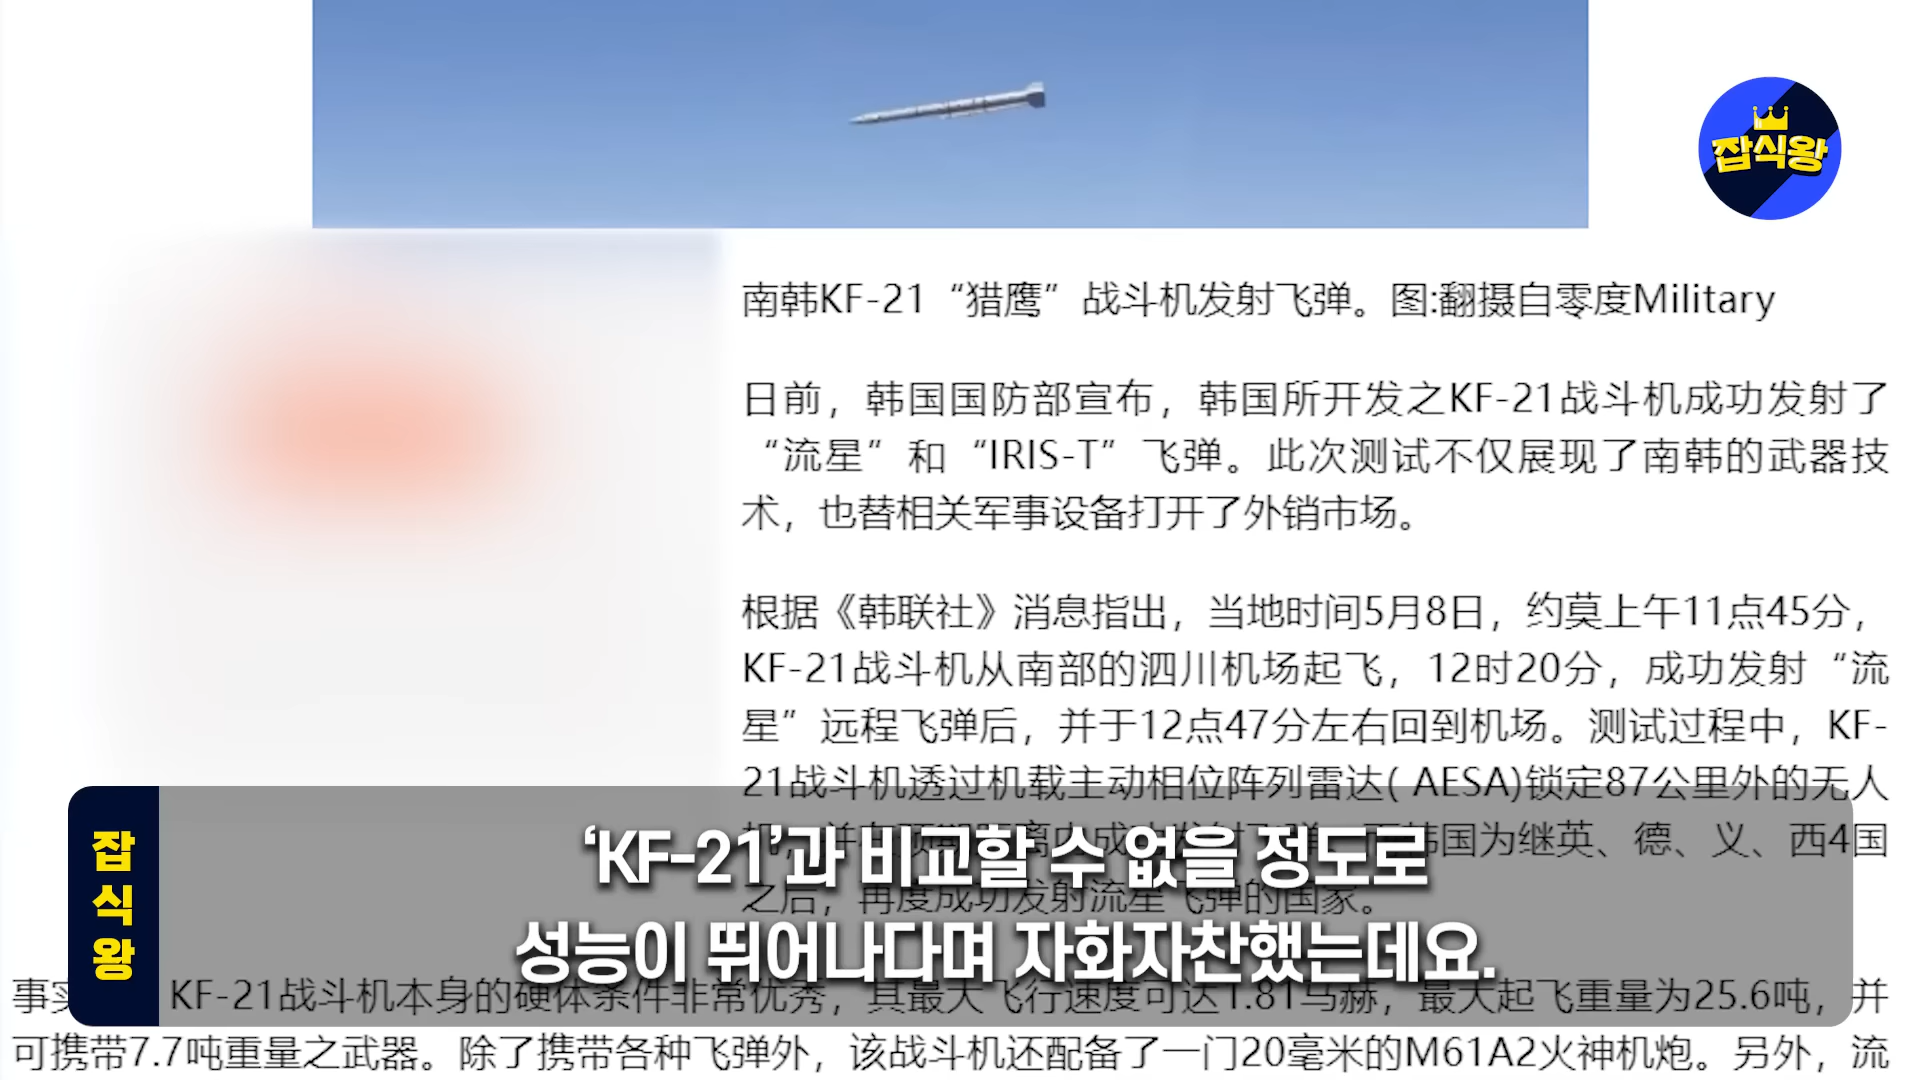 잡식왕
南韩KF-21“猎鹰”战斗机发射飞弹。图:翻摄自零度Military
日前，韩国国防部宣布，韩国所开发之KF-21战斗机成功发射了
“流星”和“IRIS-T”飞弹。此次测试不仅展现了南韩的武器技
术，也替相关军事设备打开了外销市场。
根据《韩联社》消息指出，当地时间5月8日，约莫上午11点45分，
KF-21战斗机从南部的泗川机场起飞，12时20分，成功发射“流
星”远程飞弹后，并于12点47分左右回到机场。测试过程中，KF-
21战斗机透过机载主动相位阵列雷达( AESA)锁定87公里外的无人
韩国为继英、德、义、西4国
之后，再度成功发射流星飞弹的国家。
잡식왕
‘KF-21’과 비교할 수 없을 정도로
성능이 뛰어나다며 자화자찬했는데요.
KF-21战斗机本身的硬体条件非常优秀，其最大飞行速度可达1.81马赫，最大起飞重量为25.6吨，并
可携带7.7吨重量之武器。除了携带各种飞弹外，该战斗机还配备了一门20毫米的M61A2火神机炮。另外，流